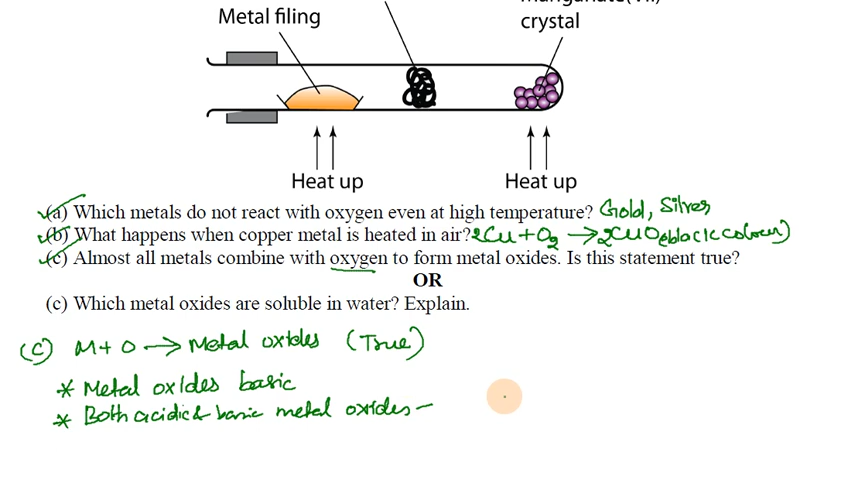 Metal filing
crystal
Heat up
Heat up
(a) Which metals do not react with oxygen even at high temperature? Gold, Silver
(b) What happens when copper metal is heated in air? 2Cu + O₂ → 2CuO (black colour)
(c) Almost all metals combine with oxygen to form metal oxides. Is this statement true?
OR
(c) Which metal oxides are soluble in water? Explain.
(c) M + O → Metal oxides (True)
* Metal oxides basic
* Both acidic & basic metal oxides –